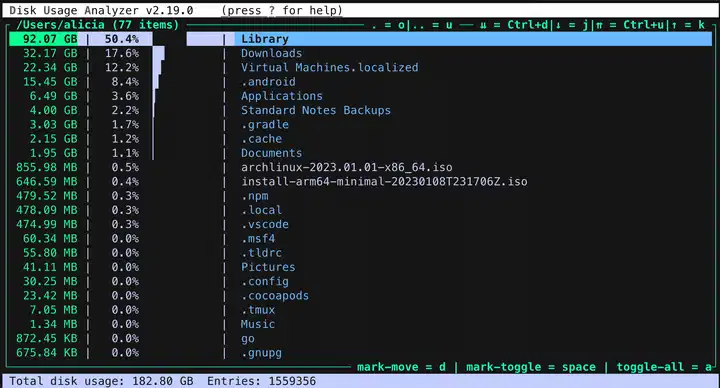 Disk Usage Analyzer v2.19.0    (press ? for help)
/Users/alicia (77 items) . = o|.. = u ⇊ = Ctrl+d|↓ = j|⇈ = Ctrl+u|↑ = k
92.07 GB | 50.4% | Library
32.17 GB | 17.6% | Downloads
22.34 GB | 12.2% | Virtual Machines.localized
15.45 GB | 8.4% | .android
6.49 GB | 3.6% | Applications
4.00 GB | 2.2% | Standard Notes Backups
3.03 GB | 1.7% | .gradle
2.15 GB | 1.2% | .cache
1.95 GB | 1.1% | Documents
855.98 MB | 0.5% | archlinux-2023.01.01-x86_64.iso
646.59 MB | 0.4% | install-arm64-minimal-20230108T231706Z.iso
479.52 MB | 0.3% | .npm
478.09 MB | 0.3% | .local
474.99 MB | 0.3% | .vscode
60.34 MB | 0.0% | .msf4
55.80 MB | 0.0% | .tldrc
41.11 MB | 0.0% | Pictures
30.25 MB | 0.0% | .config
23.42 MB | 0.0% | .cocoapods
7.05 MB | 0.0% | .tmux
1.34 MB | 0.0% | Music
872.45 KB | 0.0% | go
675.84 KB | 0.0% | .gnupg
mark-move = d | mark-toggle = space | toggle-all = a
Total disk usage: 182.80 GB  Entries: 1559356